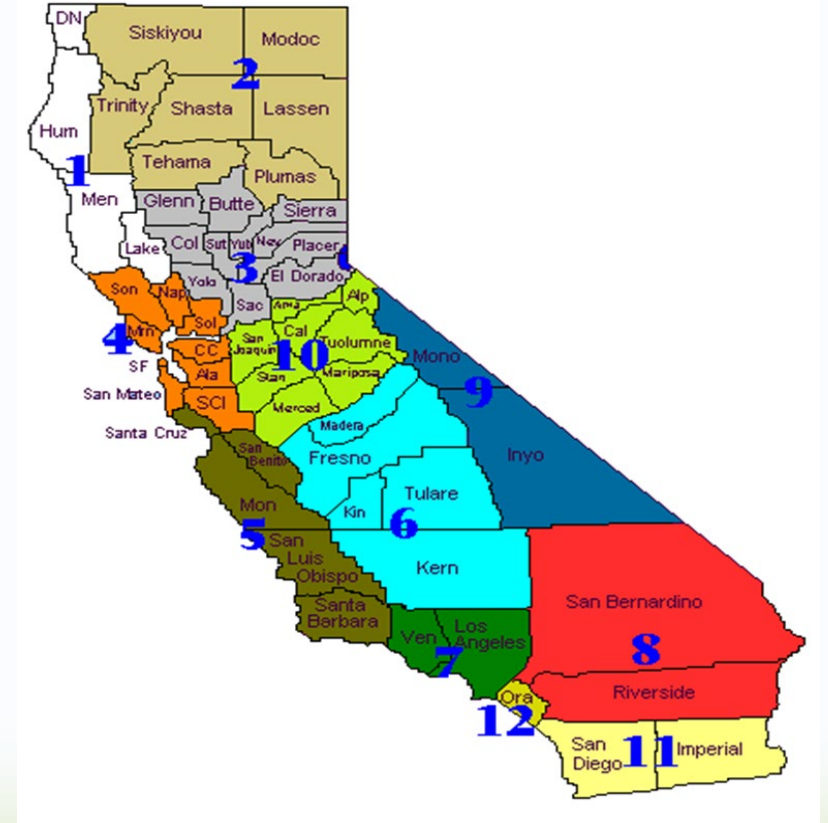 DN
Siskiyou
Modoc
2
Trinity
Shasta
Lassen
Hum
1
Tehama
Plumas
Men
Glenn
Butte
Sierra
Lake
Col
Sut
Yub
Nev
Placer
3
El Dorado
Yolo
Son
Nap
Sac
Ama
Alp
Sol
4
Mrn
San
Joaquin
Cal
10
Tuolumne
Mono
CC
SF
Ala
Stan
Mariposa
9
San Mateo
SCl
Merced
Santa Cruz
Madera
San
Benito
Fresno
Inyo
Tulare
Mon
Kin
6
5
San
Luis
Obispo
Kern
San Bernardino
Santa
Barbara
Ven
Los
Angeles
7
8
Ora
Riverside
12
San
Diego
11
Imperial